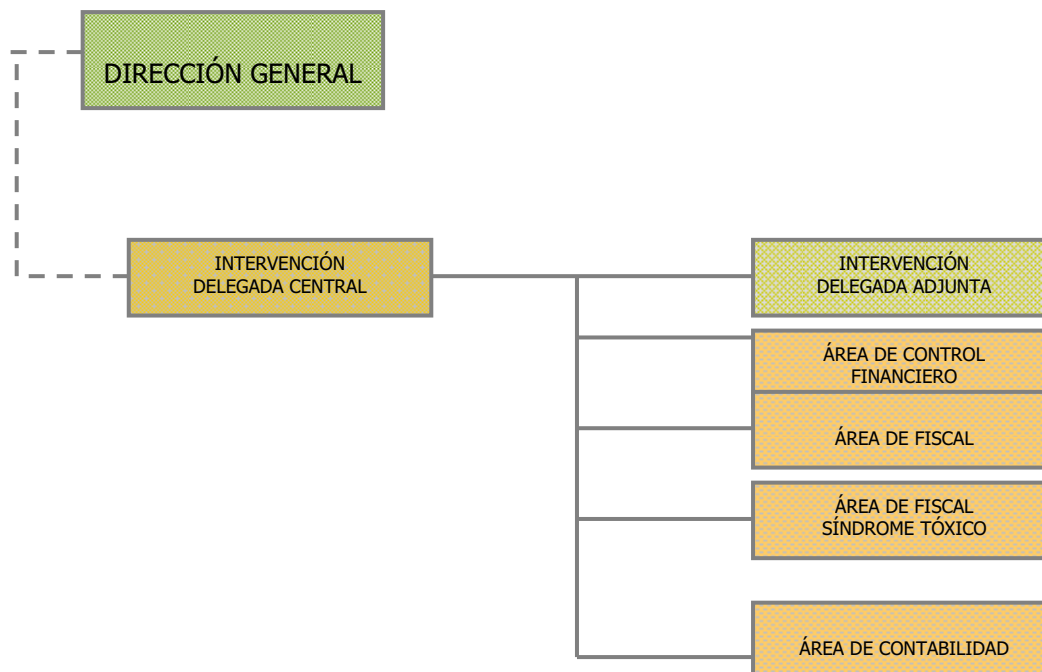 DIRECCIÓN GENERAL
INTERVENCIÓN
DELEGADA CENTRAL
INTERVENCIÓN
DELEGADA ADJUNTA
ÁREA DE CONTROL
FINANCIERO
ÁREA DE FISCAL
ÁREA DE FISCAL
SÍNDROME TÓXICO
ÁREA DE CONTABILIDAD